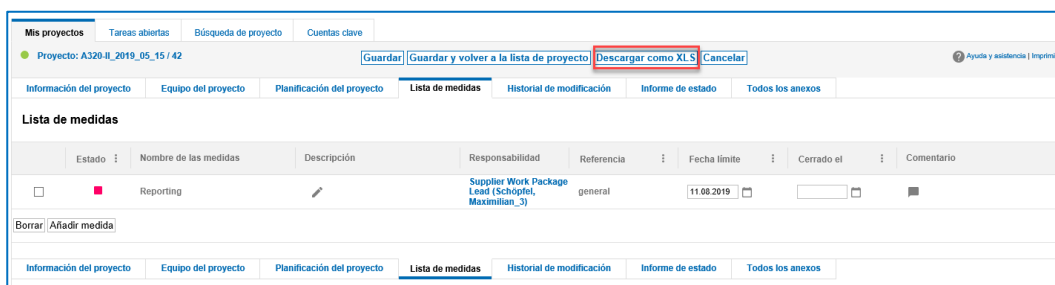 Mis proyectos Tareas abiertas Búsqueda de proyecto Cuentas clave
Proyecto: A320-II_2019_05_15 / 42 Guardar Guardar y volver a la lista de proyecto Descargar como XLS Cancelar ? Ayuda y asistencia | Imprimi
Información del proyecto Equipo del proyecto Planificación del proyecto Lista de medidas Historial de modificación Informe de estado Todos los anexos
Lista de medidas
Estado Nombre de las medidas Descripción Responsabilidad Referencia Fecha límite Cerrado el Comentario
Reporting Supplier Work Package Lead (Schöpfel, Maximilian_3) general 11.08.2019
Borrar Añadir medida
Información del proyecto Equipo del proyecto Planificación del proyecto Lista de medidas Historial de modificación Informe de estado Todos los anexos